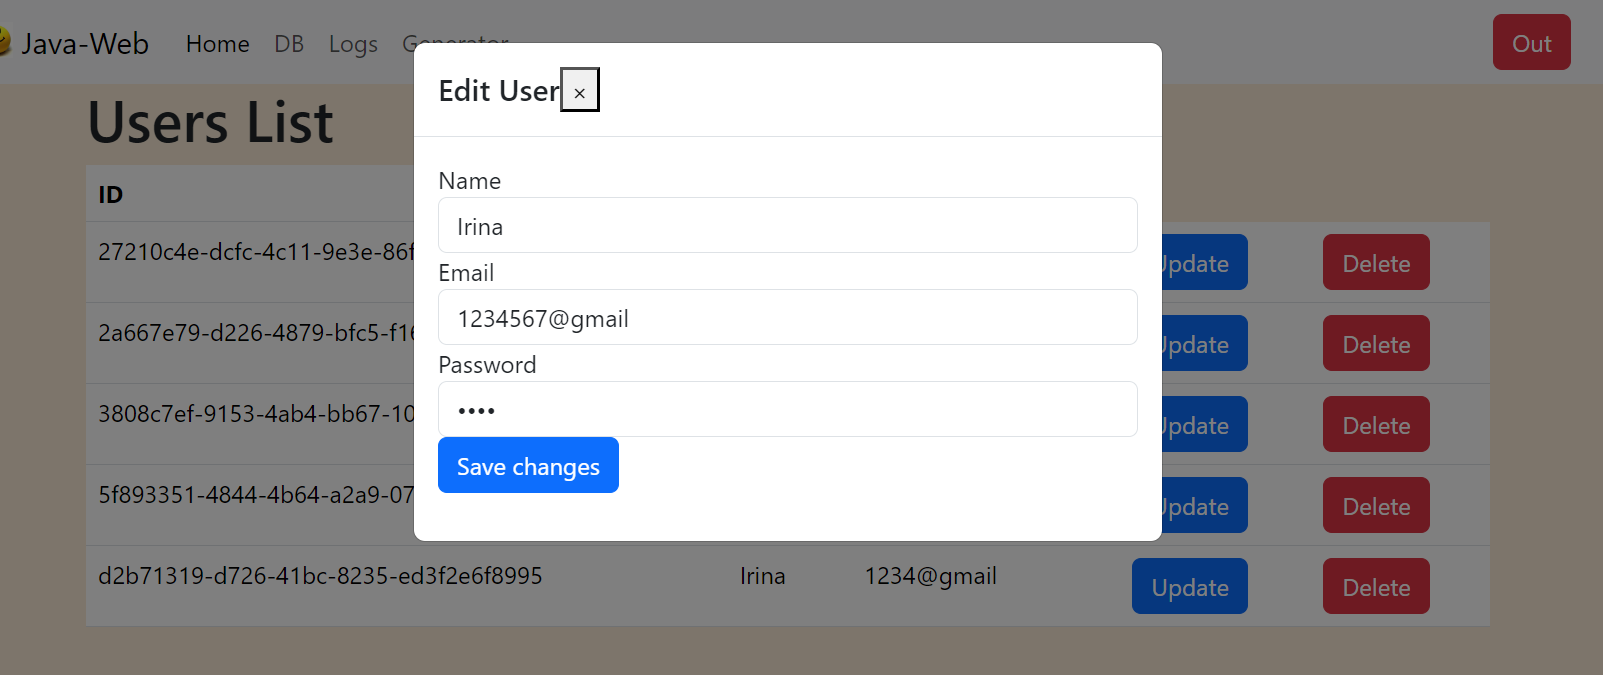 Java-Web Home DB Logs Generator Out
Edit User ×
Users List
Name
ID
Irina
27210c4e-dcfc-4c11-9e3e-86f
Update Delete
Email
1234567@gmail
2a667e79-d226-4879-bfc5-f16
Update Delete
Password
••••
3808c7ef-9153-4ab4-bb67-10
Update Delete
Save changes
5f893351-4844-4b64-a2a9-07
Update Delete
d2b71319-d726-41bc-8235-ed3f2e6f8995 Irina 1234@gmail Update Delete